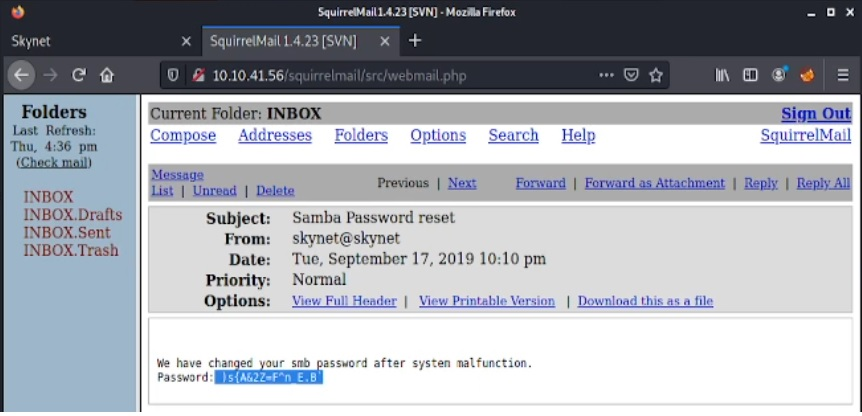 SquirrelMail 1.4.23 [SVN] - Mozilla Firefox
Skynet
SquirrelMail 1.4.23 [SVN]
10.10.41.56/squirrelmail/src/webmail.php
Folders
Last Refresh:
Thu, 4:36 pm
(Check mail)
INBOX
INBOX.Drafts
INBOX.Sent
INBOX.Trash
Current Folder: INBOX
Sign Out
Compose Addresses Folders Options Search Help
SquirrelMail
Message
List | Unread | Delete
Previous | Next
Forward | Forward as Attachment | Reply | Reply All
Subject: Samba Password reset
From: skynet@skynet
Date: Tue, September 17, 2019 10:10 pm
Priority: Normal
Options: View Full Header | View Printable Version | Download this as a file
We have changed your smb password after system malfunction.
Password: )s{A&2Z=F^n_E.B`